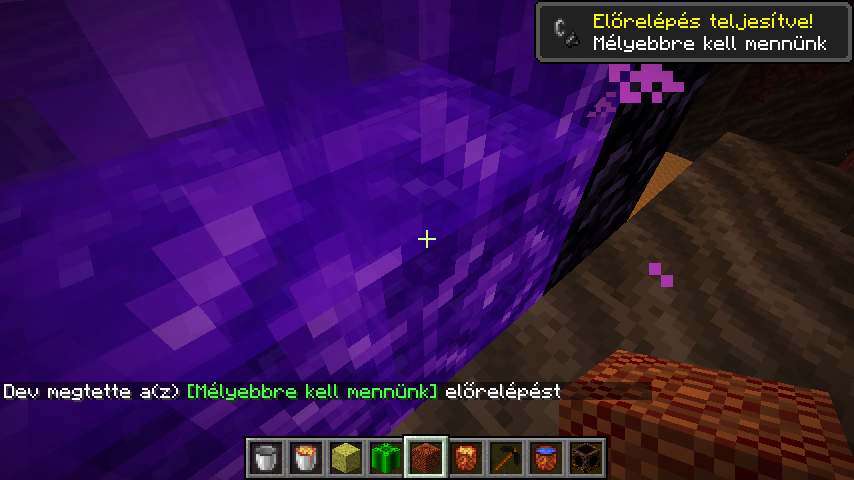 Előrelépés teljesítve!
Mélyebbre kell mennünk
Dev megtette a(z) [Mélyebbre kell mennünk] előrelépést